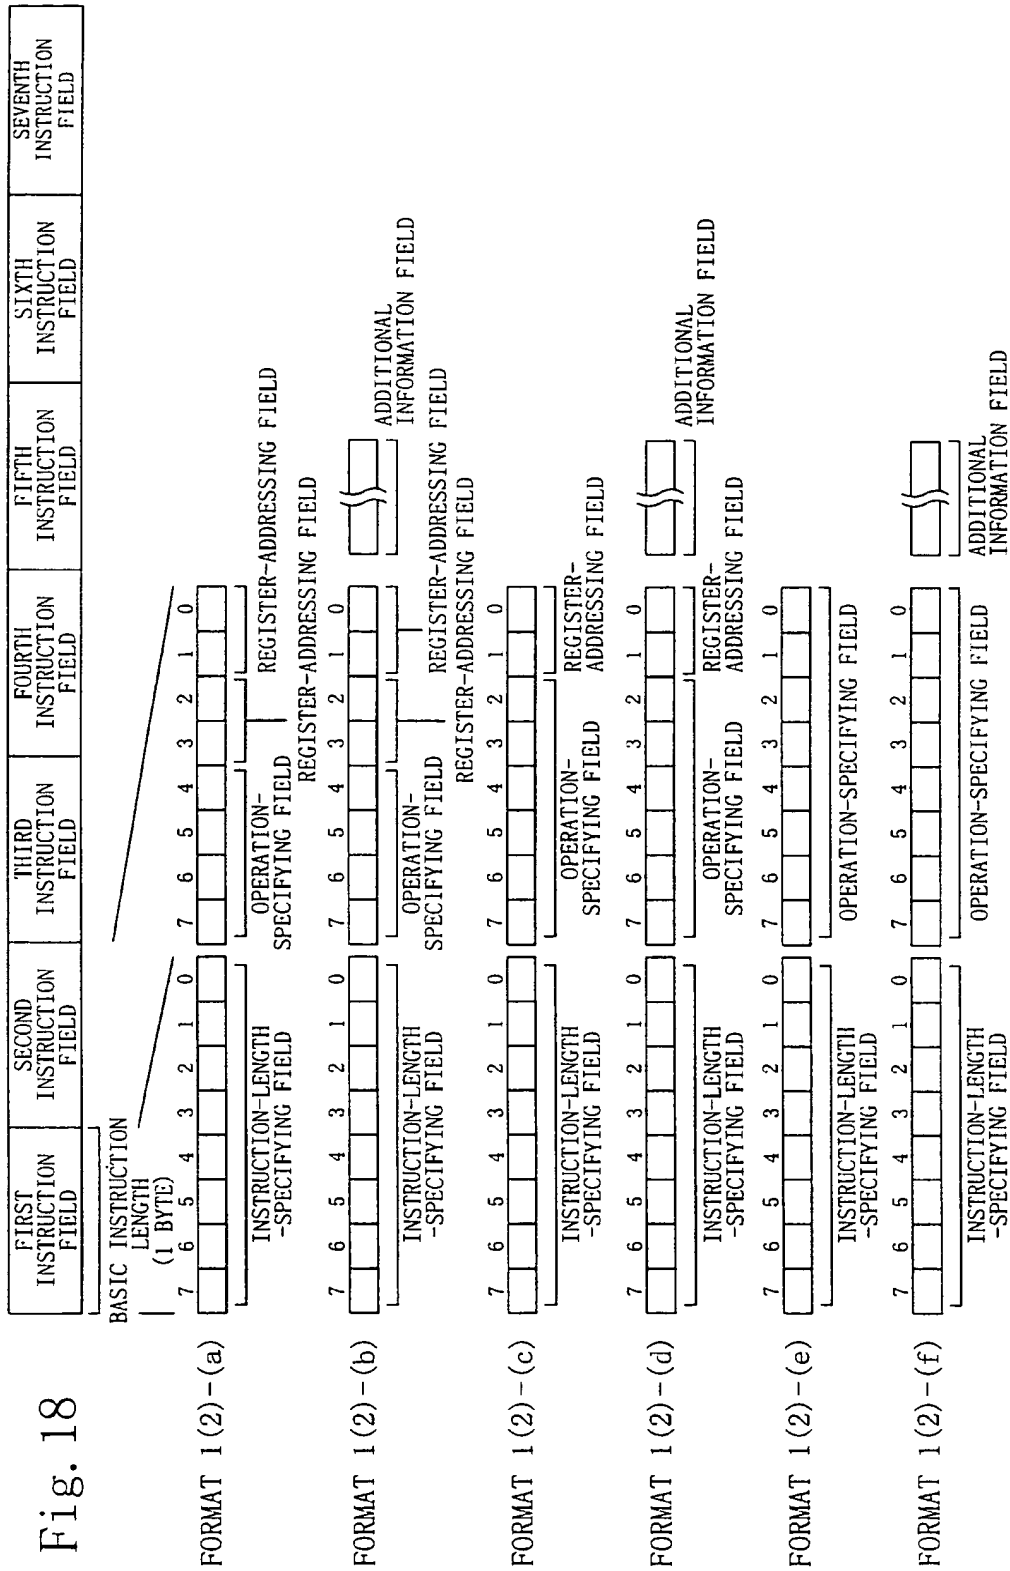 Fig. 18
FIRST
INSTRUCTION
FIELD
SECOND
INSTRUCTION
FIELD
THIRD
INSTRUCTION
FIELD
FOURTH
INSTRUCTION
FIELD
FIFTH
INSTRUCTION
FIELD
SIXTH
INSTRUCTION
FIELD
SEVENTH
INSTRUCTION
FIELD
BASIC INSTRUCTION
LENGTH
(1 BYTE)
FORMAT 1(2)-(a)
7 6 5 4 3 2 1 0 7 6 5 4 3 2 1 0
INSTRUCTION-LENGTH
-SPECIFYING FIELD
OPERATION-
SPECIFYING FIELD
REGISTER-ADDRESSING FIELD
REGISTER-ADDRESSING FIELD
FORMAT 1(2)-(b)
7 6 5 4 3 2 1 0 7 6 5 4 3 2 1 0
INSTRUCTION-LENGTH
-SPECIFYING FIELD
OPERATION-
SPECIFYING FIELD
REGISTER-ADDRESSING FIELD
REGISTER-ADDRESSING FIELD
ADDITIONAL
INFORMATION FIELD
FORMAT 1(2)-(c)
7 6 5 4 3 2 1 0 7 6 5 4 3 2 1 0
INSTRUCTION-LENGTH
-SPECIFYING FIELD
OPERATION-
SPECIFYING FIELD
REGISTER-
ADDRESSING FIELD
FORMAT 1(2)-(d)
7 6 5 4 3 2 1 0 7 6 5 4 3 2 1 0
INSTRUCTION-LENGTH
-SPECIFYING FIELD
OPERATION-
SPECIFYING FIELD
REGISTER-
ADDRESSING FIELD
ADDITIONAL
INFORMATION FIELD
FORMAT 1(2)-(e)
7 6 5 4 3 2 1 0 7 6 5 4 3 2 1 0
INSTRUCTION-LENGTH
-SPECIFYING FIELD
OPERATION-SPECIFYING FIELD
FORMAT 1(2)-(f)
7 6 5 4 3 2 1 0 7 6 5 4 3 2 1 0
INSTRUCTION-LENGTH
-SPECIFYING FIELD
OPERATION-SPECIFYING FIELD
ADDITIONAL
INFORMATION FIELD